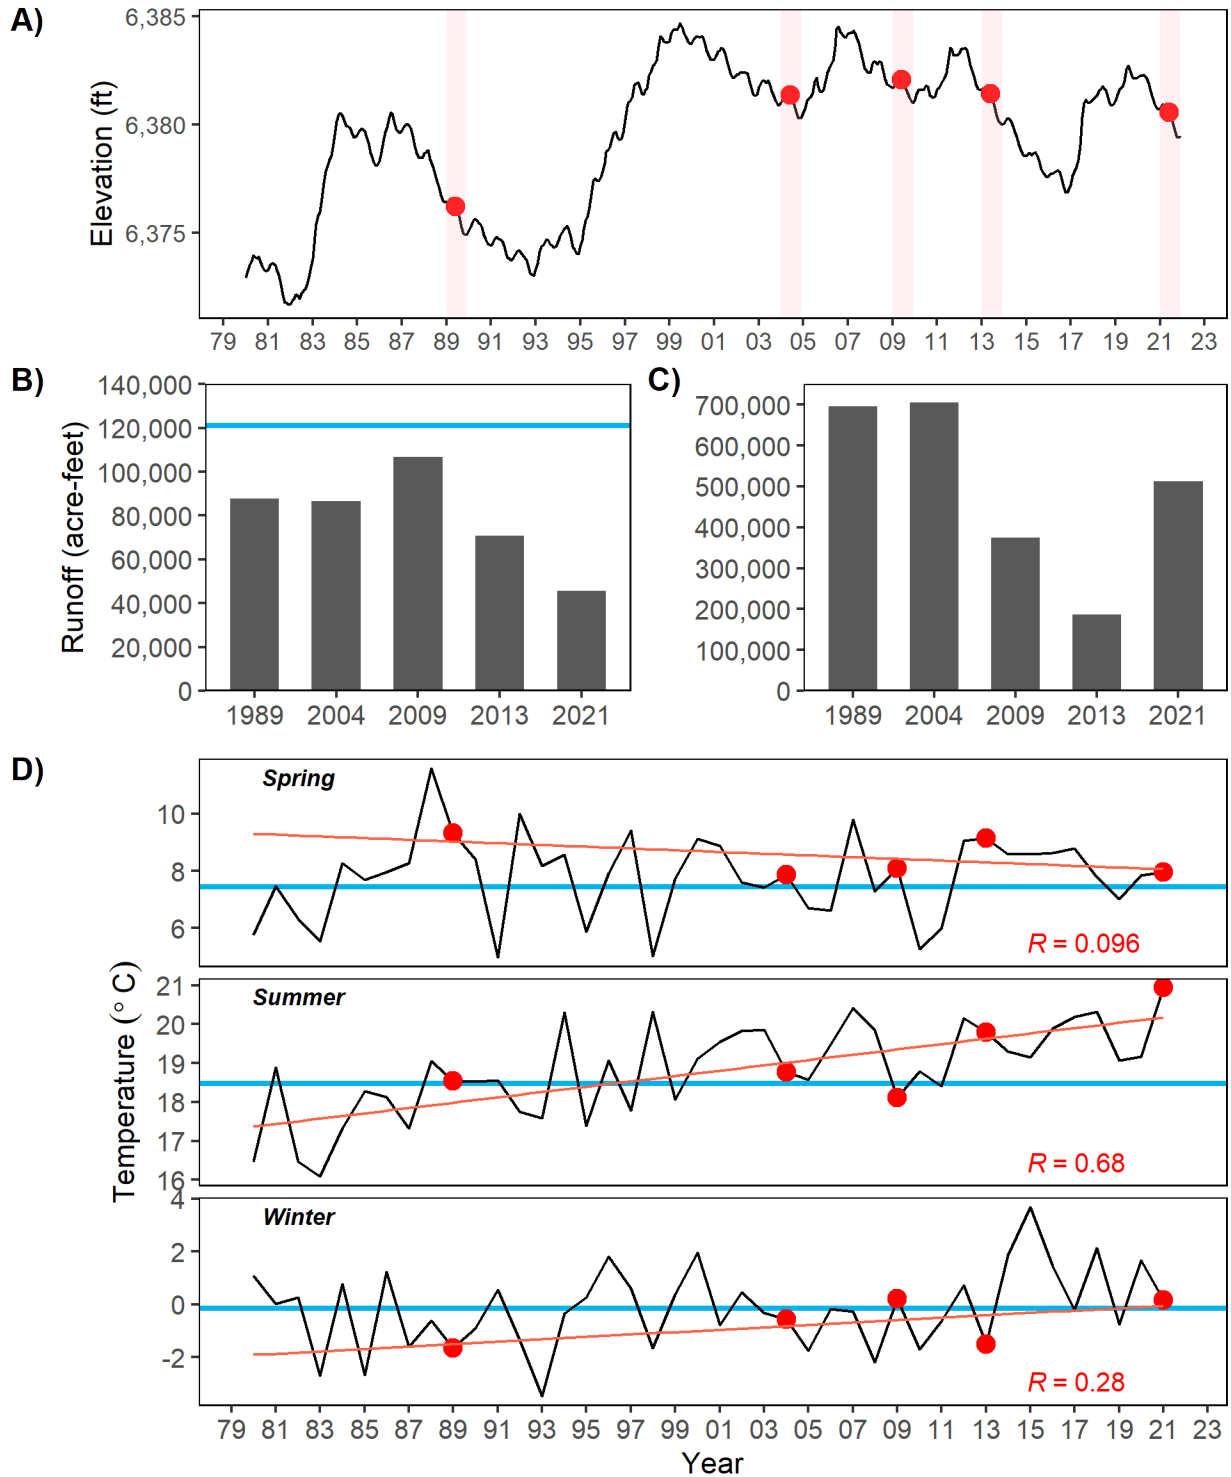 A)
6,385
6,380
6,375
Elevation (ft)
79 81 83 85 87 89 91 93 95 97 99 01 03 05 07 09 11 13 15 17 19 21 23
B)
140,000
120,000
100,000
80,000
60,000
40,000
20,000
0
Runoff (acre-feet)
1989 2004 2009 2013 2021
C)
700,000
600,000
500,000
400,000
300,000
200,000
100,000
0
1989 2004 2009 2013 2021
D)
Spring
10
8
6
R = 0.096
Temperature (° C)
Summer
21
20
19
18
17
16
R = 0.68
Winter
4
2
0
-2
R = 0.28
79 81 83 85 87 89 91 93 95 97 99 01 03 05 07 09 11 13 15 17 19 21 23
Year